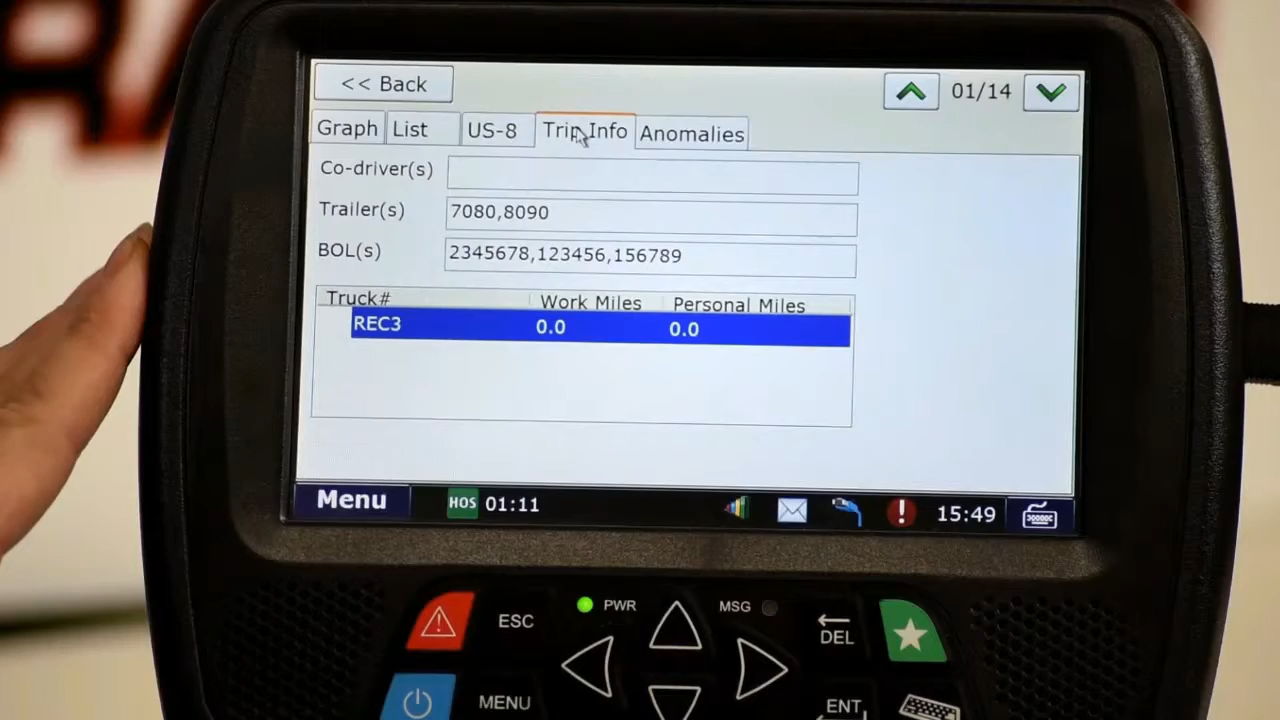 << Back 01/14
Graph List US-8 Trip Info Anomalies
Co-driver(s)
Trailer(s) 7080,8090
BOL(s) 2345678,123456,156789
Truck# Work Miles Personal Miles
REC3 0.0 0.0
Menu HOS 01:11 15:49
ESC PWR MSG DEL
MENU ENT